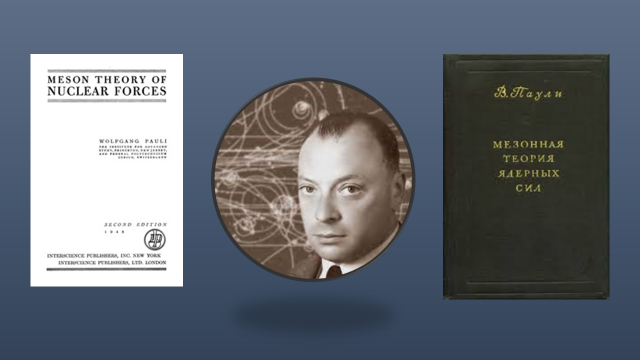 MESON THEORY OF
NUCLEAR FORCES
WOLFGANG PAULI
THE INSTITUTE FOR ADVANCED
STUDY, PRINCETON, NEW JERSEY,
AND FEDERAL POLYTECHNICUM
ZURICH, SWITZERLAND
SECOND EDITION
1948
INTERSCIENCE PUBLISHERS, INC. NEW YORK
INTERSCIENCE PUBLISHERS, LTD. LONDON
В. Паули
МЕЗОННАЯ
ТЕОРИЯ
ЯДЕРНЫХ
СИЛ